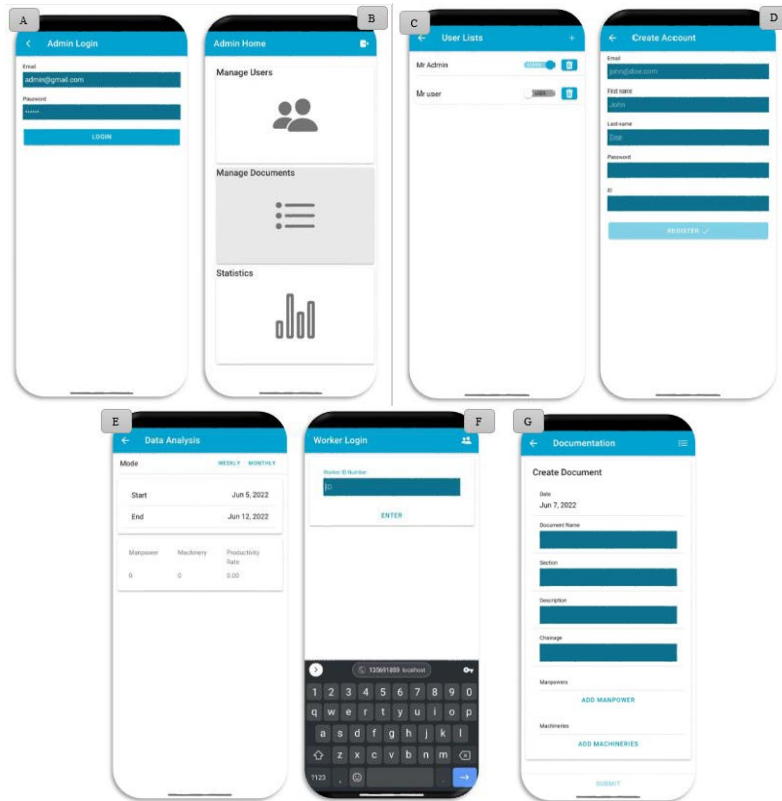 A
Admin Login
Email
admin@gmail.com
Password
LOGIN
B
Admin Home
Manage Users
Manage Documents
Statistics
C
User Lists
Mr Admin
Mr user
USER
D
Create Account
Email
john@doe.com
First name
John
Last name
Doe
Password
ID
REGISTER
E
Data Analysis
Mode
WEEKLY MONTHLY
Start Jun 5, 2022
End Jun 12, 2022
Manpower Machinery Productivity
Rate
0 0 0.00
F
Worker Login
Worker ID Number
ID
ENTER
135691859 localhost
1 2 3 4 5 6 7 8 9 0
q w e r t y u i o p
a s d f g h j k l
z x c v b n m
?123 , .
G
Documentation
Create Document
Date
Jun 7, 2022
Document Name
Section
Description
Chainage
Manpowers
ADD MANPOWER
Machineries
ADD MACHINERIES
SUBMIT